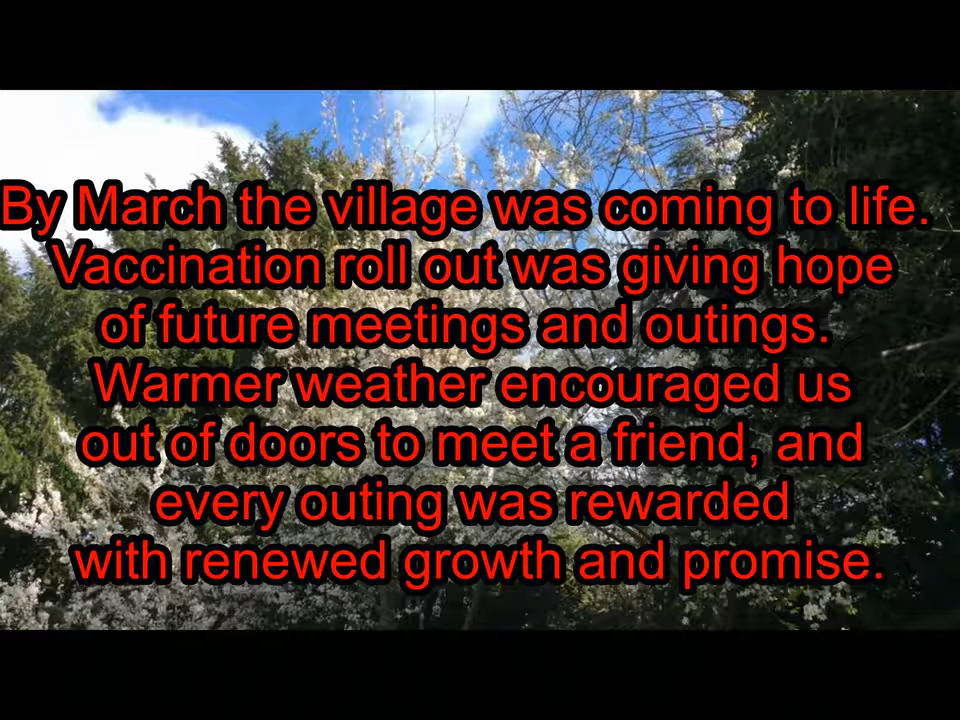 By March the village was coming to life.
Vaccination roll out was giving hope
of future meetings and outings.
Warmer weather encouraged us
out of doors to meet a friend, and
every outing was rewarded
with renewed growth and promise.